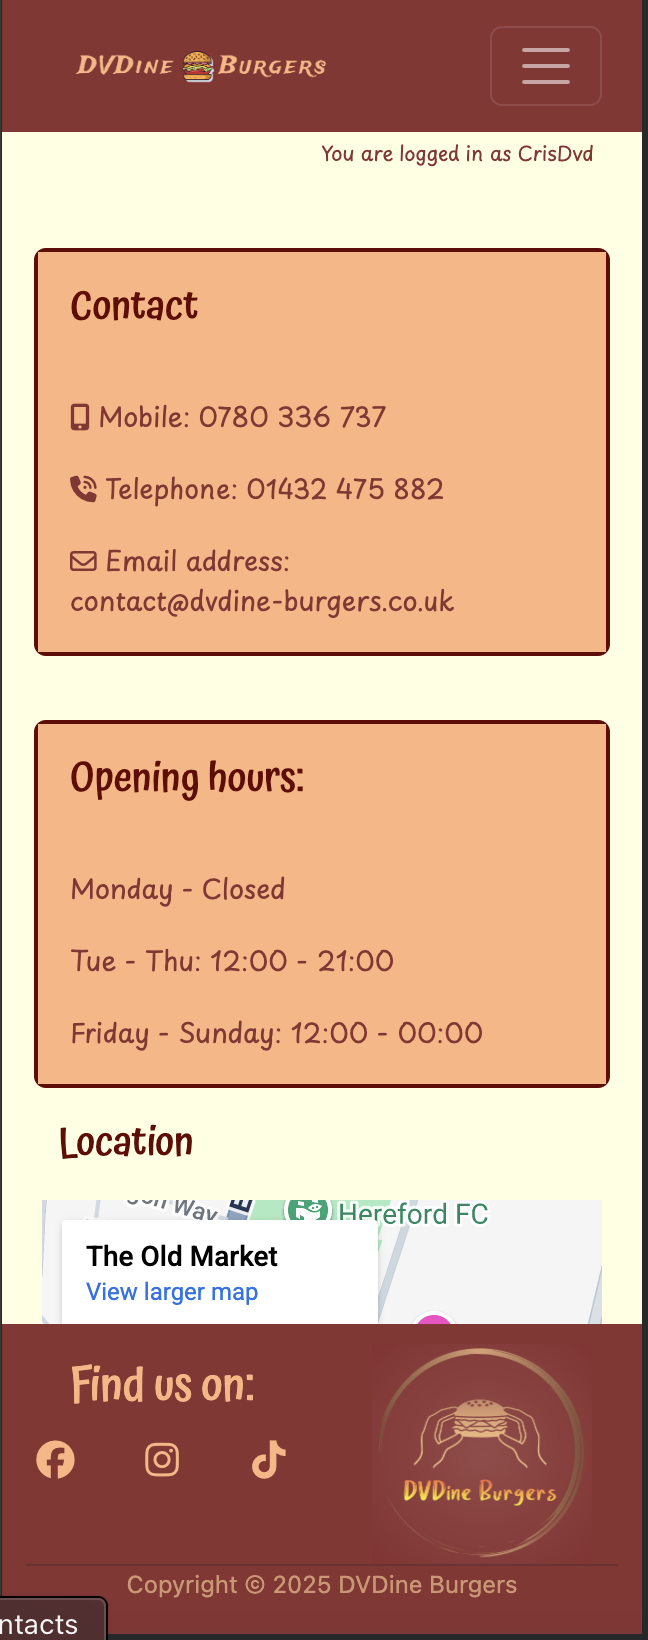 DVDine Burgers
You are logged in as CrisDvd
Contact
Mobile: 0780 336 737
Telephone: 01432 475 882
Email address:
contact@dvdine-burgers.co.uk
Opening hours:
Monday - Closed
Tue - Thu: 12:00 - 21:00
Friday - Sunday: 12:00 - 00:00
Location
Way
Hereford FC
The Old Market
View larger map
Find us on:
DVDine Burgers
Copyright © 2025 DVDine Burgers
ntacts